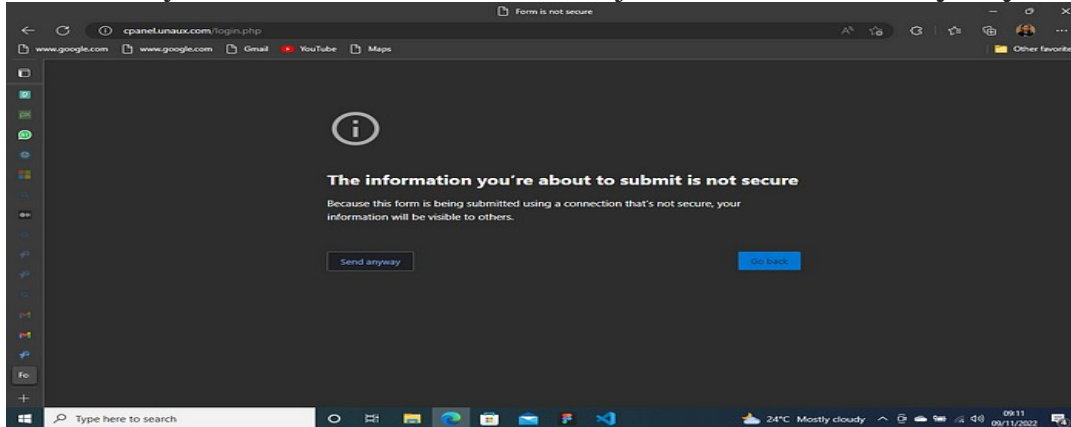 Form is not secure
cpanel.unaux.com/login.php
www.google.com www.google.com Gmail YouTube Maps Other favorite
The information you're about to submit is not secure
Because this form is being submitted using a connection that's not secure, your
information will be visible to others.
Send anyway Go back
Fo
Type here to search 24°C Mostly cloudy 09:11
09/11/2022